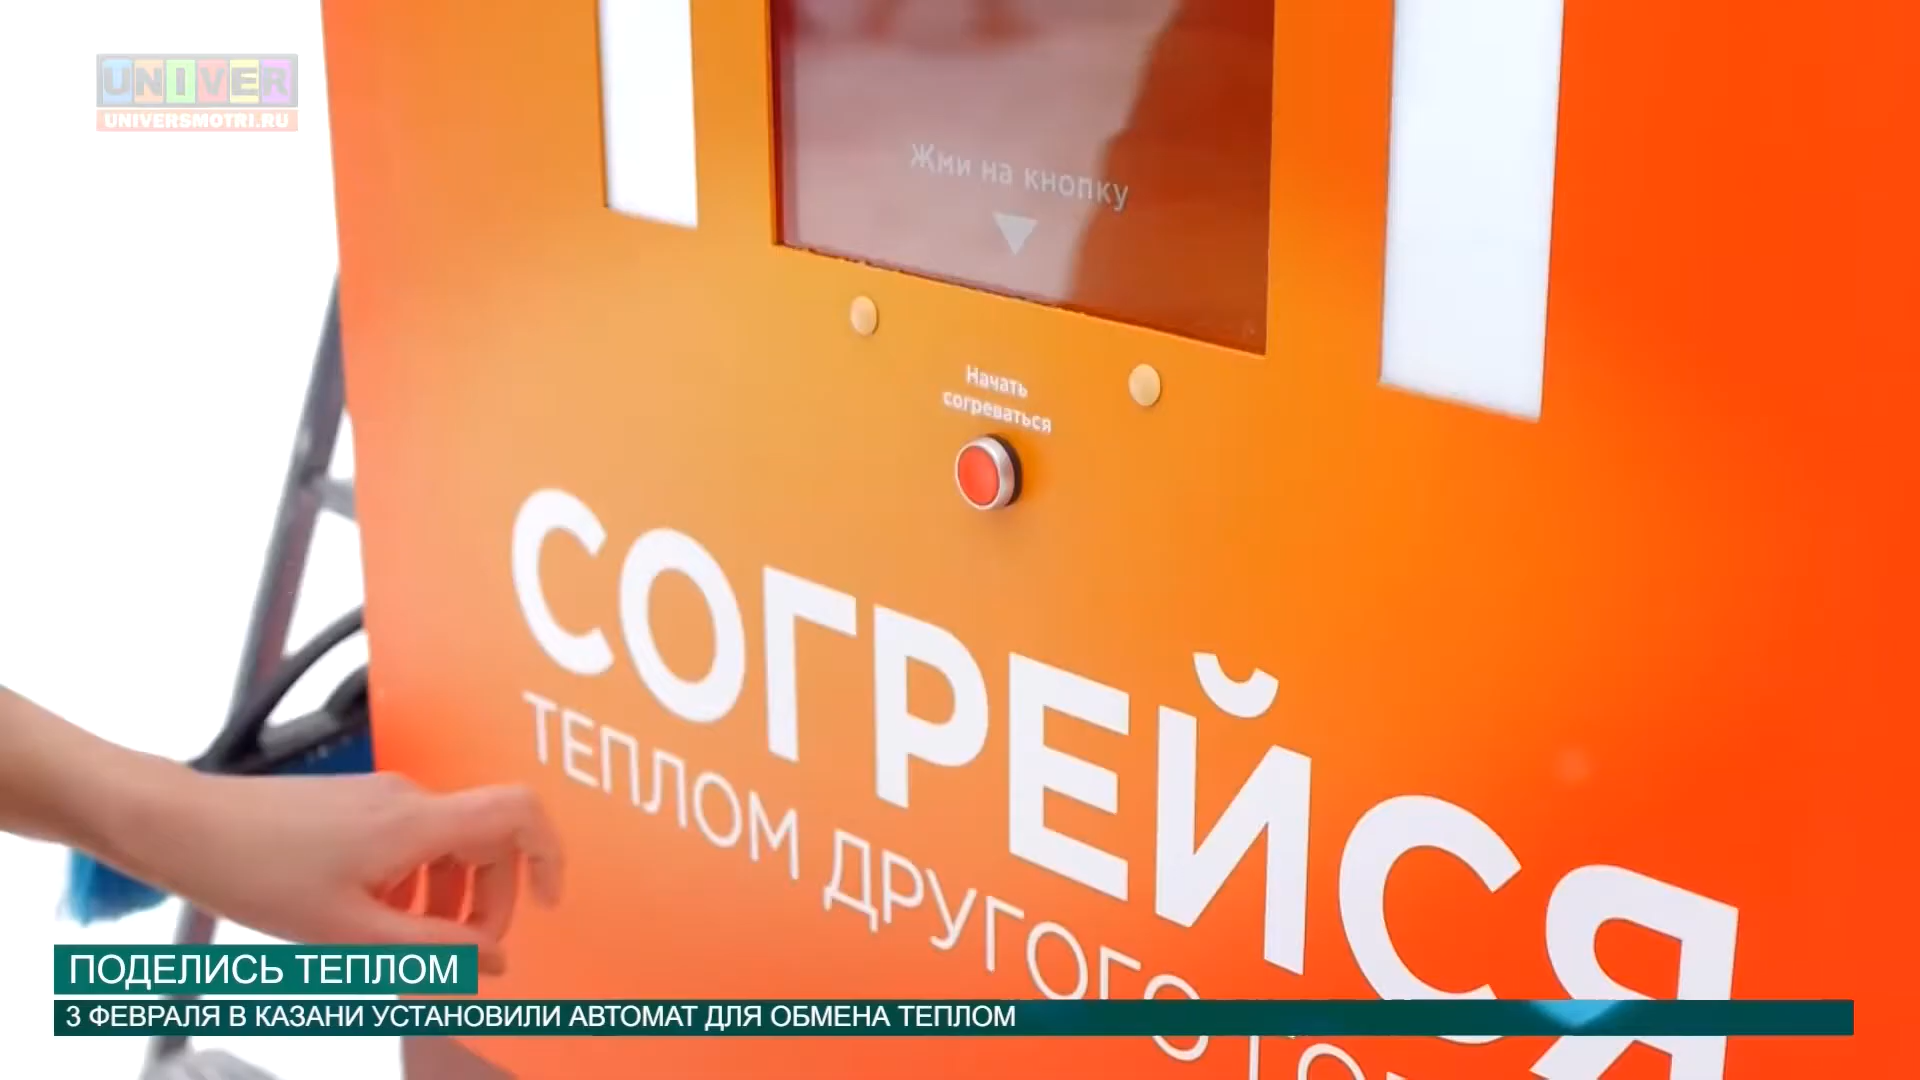 UNIVER
UNIVERSMOTRI.RU
Жми на кнопку
Начать
согреваться
СОГРЕЙСЯ
ТЕПЛОМ ДРУГОГО
ПОДЕЛИСЬ ТЕПЛОМ
3 ФЕВРАЛЯ В КАЗАНИ УСТАНОВИЛИ АВТОМАТ ДЛЯ ОБМЕНА ТЕПЛОМ